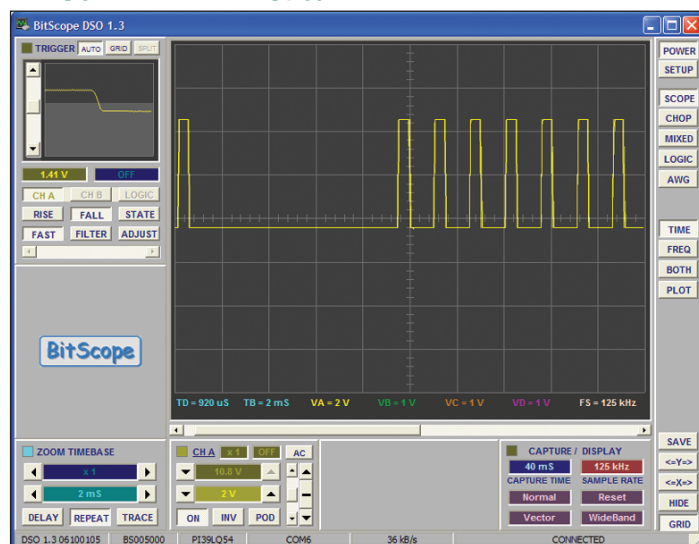 BitScope DSO 1.3
TRIGGER AUTO GRID SPLIT
POWER
SETUP
SCOPE
CHOP
MIXED
LOGIC
AWG
1.41 V OFF
CH A CH B LOGIC
RISE FALL STATE
FAST FILTER ADJUST
TIME
FREQ
BOTH
PLOT
BitScope
TD = 920 uS TB = 2 mS VA = 2 V VB = 1 V VC = 1 V VD = 1 V FS = 125 kHz
ZOOM TIMEBASE
x 1
2 mS
DELAY REPEAT TRACE
CH A x 1 OFF AC
10.8 V
2 V
ON INV POD
CAPTURE / DISPLAY
40 mS 125 kHz
CAPTURE TIME SAMPLE RATE
Normal Reset
Vector WideBand
SAVE
<=Y=>
<=X=>
HIDE
GRID
DSO 1.3 06100105 BS005000 PI39LQ54 COM6 36 kB/s CONNECTED